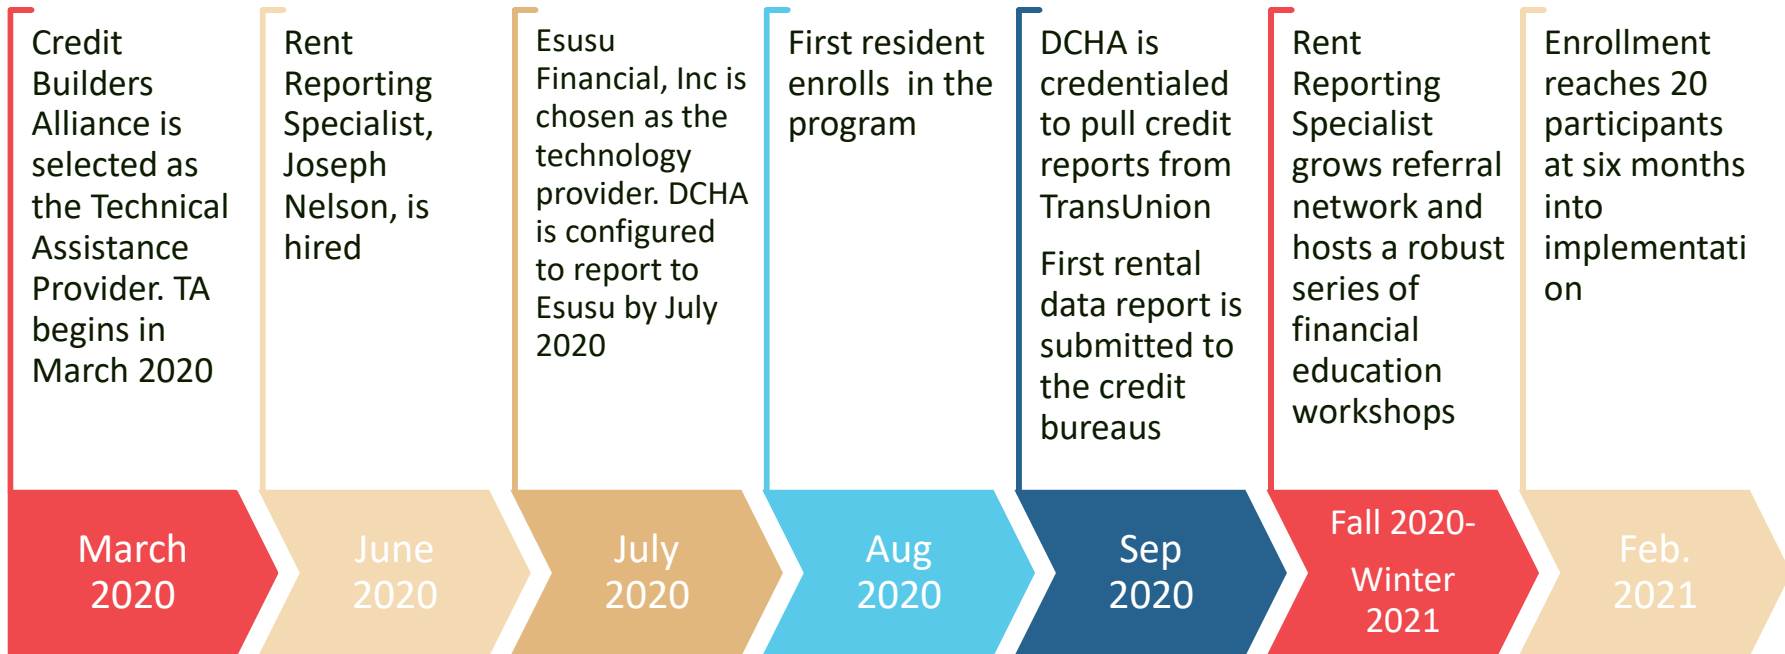 Credit
Builders
Alliance is
selected as
the Technical
Assistance
Provider. TA
begins in
March 2020
Rent
Reporting
Specialist,
Joseph
Nelson, is
hired
Esusu
Financial, Inc is
chosen as the
technology
provider. DCHA
is configured
to report to
Esusu by July
2020
First resident
enrolls  in the
program
DCHA is
credentialed
to pull credit
reports from
TransUnion
First rental
data report is
submitted to
the credit
bureaus
Rent
Reporting
Specialist
grows referral
network and
hosts a robust
series of
financial
education
workshops
Enrollment
reaches 20
participants
at six months
into
implementati
on
March
2020
June
2020
July
2020
Aug
2020
Sep
2020
Fall 2020-
Winter
2021
Feb.
2021